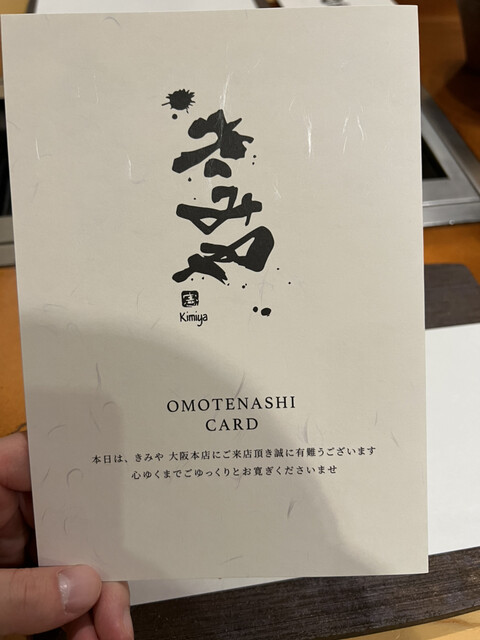 きみや
Kimiya
OMOTENASHI
CARD
本日は、きみや 大阪本店にご来店頂き誠に有難うございます
心ゆくまでごゆっくりとお寛ぎくださいませ